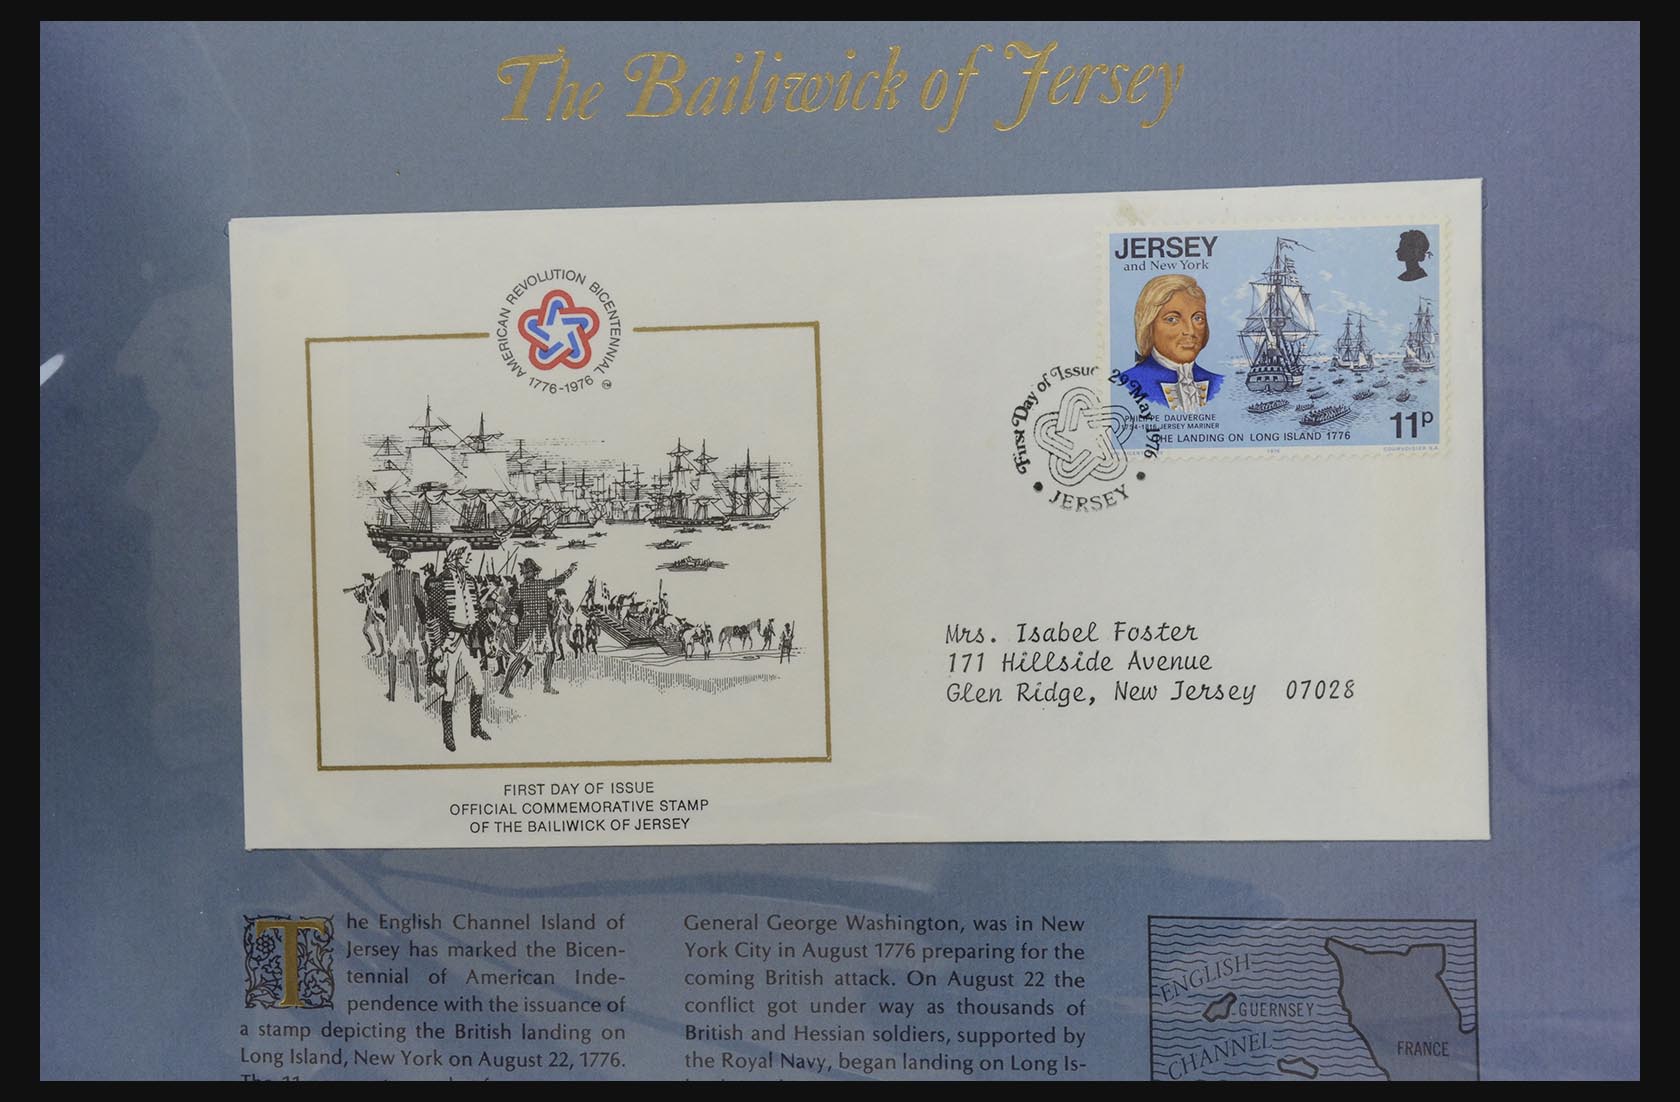 The Bailiwick of Jersey
AMERICAN REVOLUTION BICENTENNIAL
1776-1976
JERSEY
and New York
First Day of Issue 29 May 1976
JERSEY
PHILIPPE DAUVERGNE
1754-1816 JERSEY MARINER
THE LANDING ON LONG ISLAND 1776
11p
1976
COURVOISIER S.A.
Mrs. Isabel Foster
171 Hillside Avenue
Glen Ridge, New Jersey 07028
FIRST DAY OF ISSUE
OFFICIAL COMMEMORATIVE STAMP
OF THE BAILIWICK OF JERSEY
The English Channel Island of
Jersey has marked the Bicen-
tennial of American Inde-
pendence with the issuance of
a stamp depicting the British landing on
Long Island, New York on August 22, 1776.
The 11
General George Washington, was in New
York City in August 1776 preparing for the
coming British attack. On August 22 the
conflict got under way as thousands of
British and Hessian soldiers, supported by
the Royal Navy, began landing on Long Is-
ENGLISH
GUERNSEY
CHANNEL
FRANCE